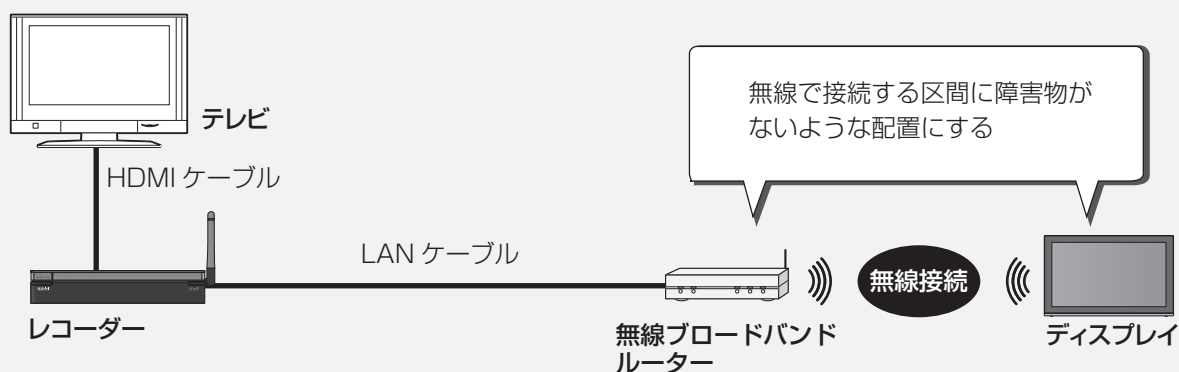 無線で接続する区間に障害物が
ないような配置にする
テレビ
HDMI ケーブル
LAN ケーブル
無線接続
レコーダー
無線ブロードバンド
ルーター
ディスプレイ